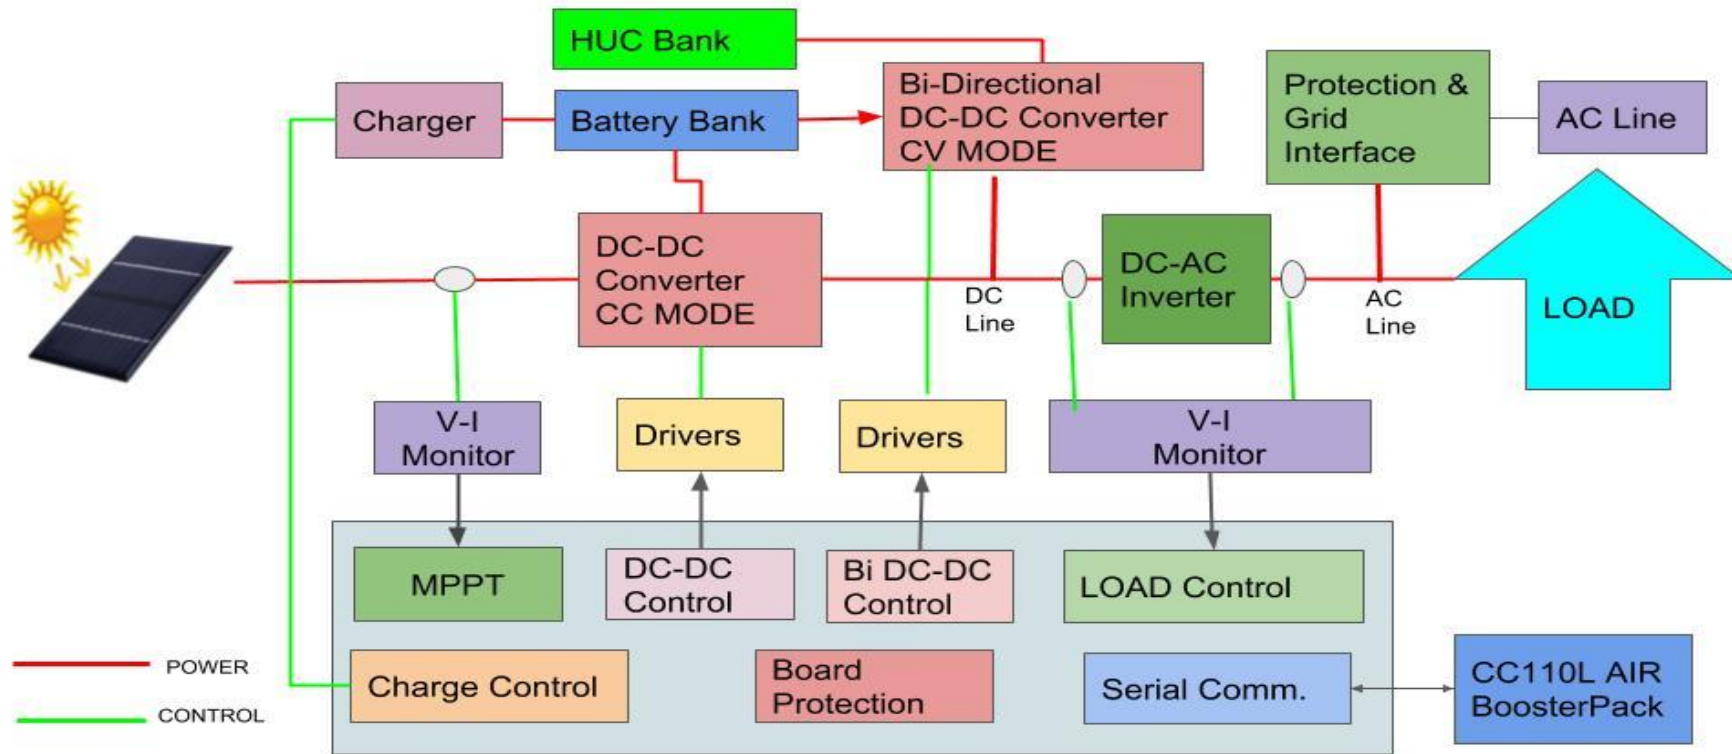 HUC Bank
Charger
Battery Bank
Bi-Directional
DC-DC Converter
CV MODE
Protection &
Grid
Interface
AC Line
DC-DC
Converter
CC MODE
DC
Line
DC-AC
Inverter
AC
Line
LOAD
V-I
Monitor
Drivers
Drivers
V-I
Monitor
MPPT
DC-DC
Control
Bi DC-DC
Control
LOAD Control
POWER
CONTROL
Charge Control
Board
Protection
Serial Comm.
CC110L AIR
BoosterPack